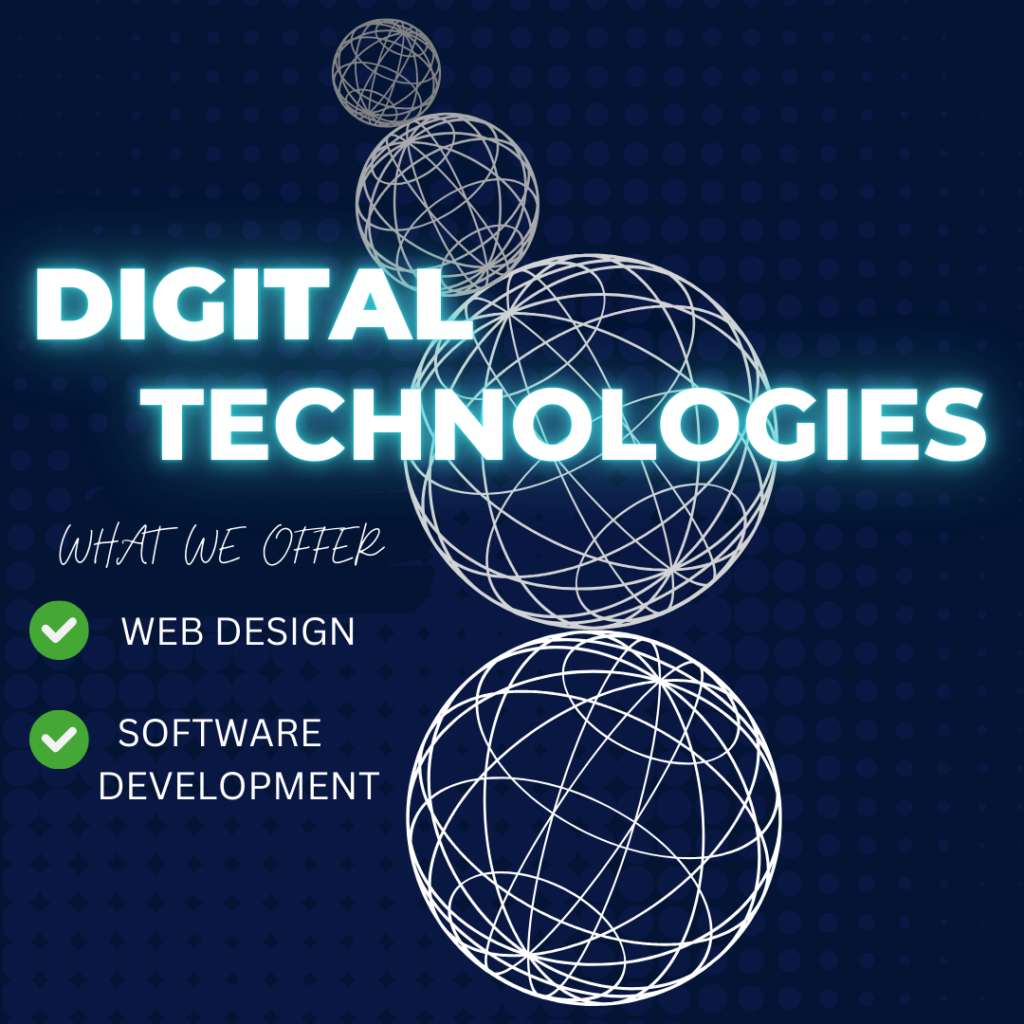 DIGITAL
TECHNOLOGIES
WHAT WE OFFER
WEB DESIGN
SOFTWARE
DEVELOPMENT